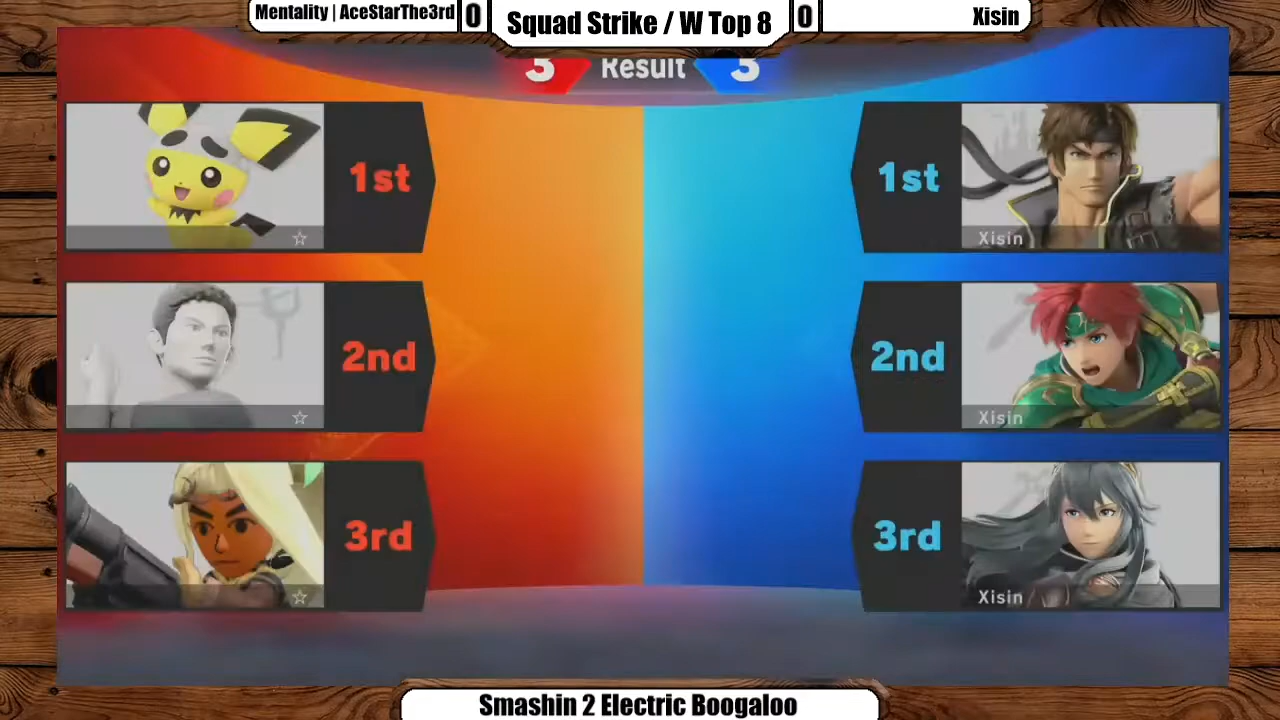 Mentality | AceStarThe3rd 0 Squad Strike / W Top 8 0 Xisin
3 Result 3
1st
☆
1st
Xisin
2nd
☆
2nd
Xisin
3rd
☆
3rd
Xisin
Smashin 2 Electric Boogaloo